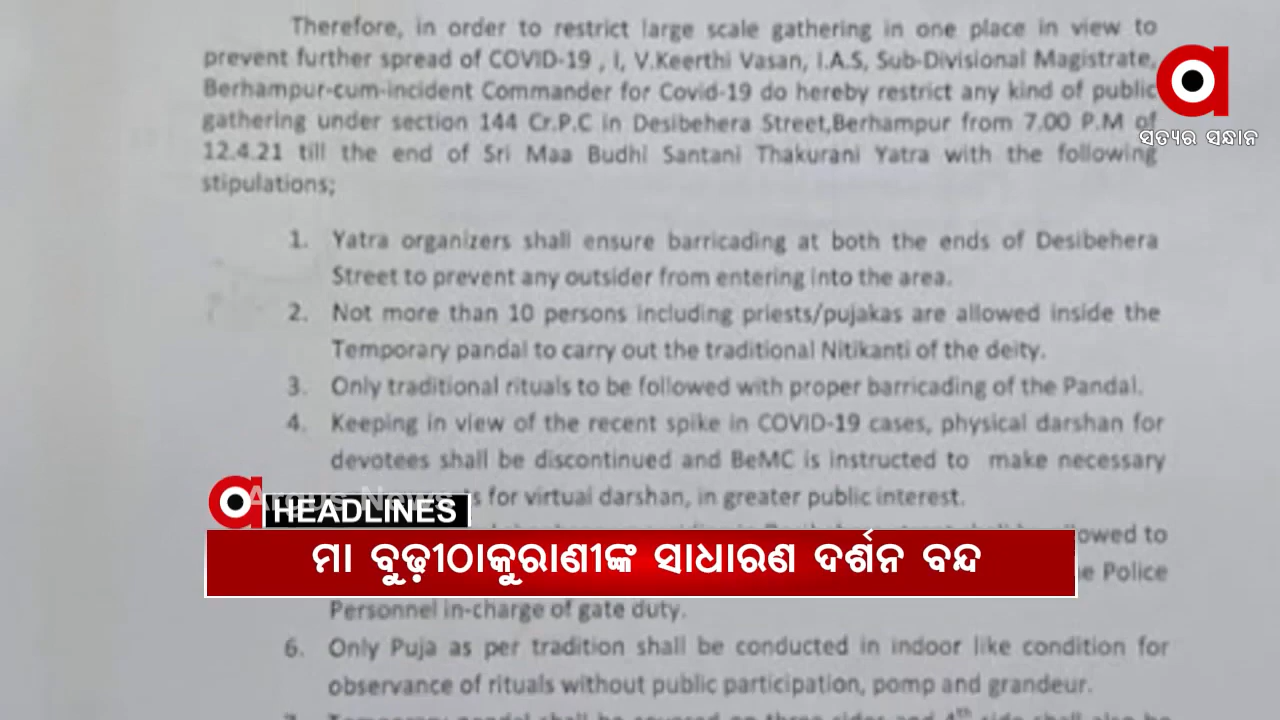 Therefore, in order to restrict large scale gathering in one place in view to
prevent further spread of COVID-19 , I, V.Keerthi Vasan, I.A.S, Sub-Divisional Magistrate,
Berhampur-cum-incident Commander for Covid-19 do hereby restrict any kind of public
gathering under section 144 Cr.P.C in Desibehera Street,Berhampur from 7.00 P.M of
ସତ୍ୟର ସନ୍ଧାନ
12.4.21 till the end of Sri Maa Budhi Santani Thakurani Yatra with the following
stipulations;
1. Yatra organizers shall ensure barricading at both the ends of Desibehera
Street to prevent any outsider from entering into the area.
2. Not more than 10 persons including priests/pujakas are allowed inside the
Temporary pandal to carry out the traditional Nitikanti of the deity.
3. Only traditional rituals to be followed with proper barricading of the Pandal.
4. Keeping in view of the recent spike in COVID-19 cases, physical darshan for
devotees shall be discontinued and BeMC is instructed to make necessary
for virtual darshan, in greater public interest.
Argus News
HEADLINES
ମା ବୁଢ଼ୀଠାକୁରାଣୀଙ୍କ ସାଧାରଣ ଦର୍ଶନ ବନ୍ଦ
to
Police
Personnel in-charge of gate duty.
6. Only Puja as per tradition shall be conducted in indoor like condition for
observance of rituals without public participation, pomp and grandeur.